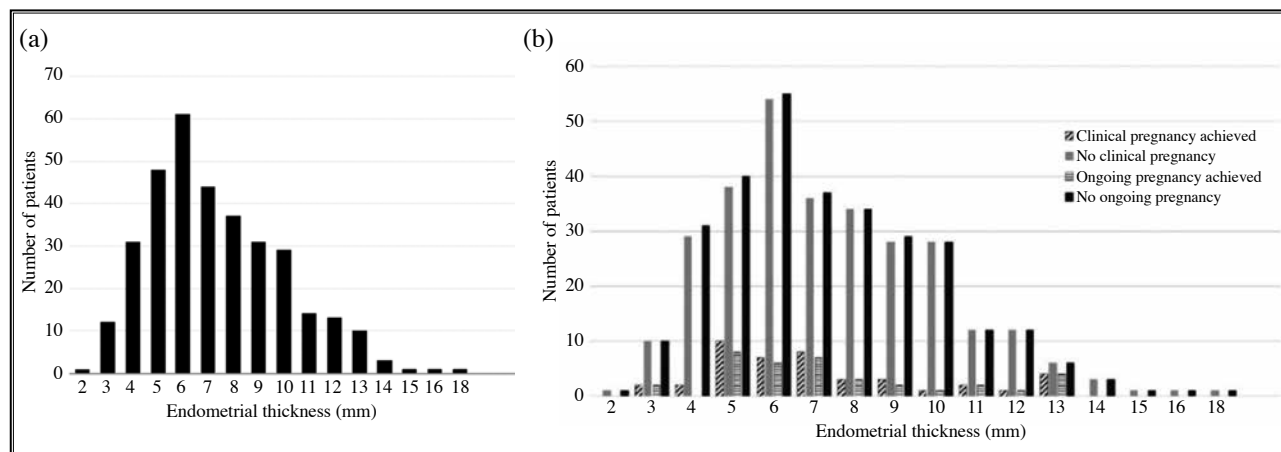 (a)
70
60
50
40
30
20
10
0
Number of patients
2 3 4 5 6 7 8 9 10 11 12 13 14 15 16 18
Endometrial thickness (mm)
(b)
60
50
40
30
20
10
0
Number of patients
Clinical pregnancy achieved
No clinical pregnancy
Ongoing pregnancy achieved
No ongoing pregnancy
2 3 4 5 6 7 8 9 10 11 12 13 14 15 16 18
Endometrial thickness (mm)